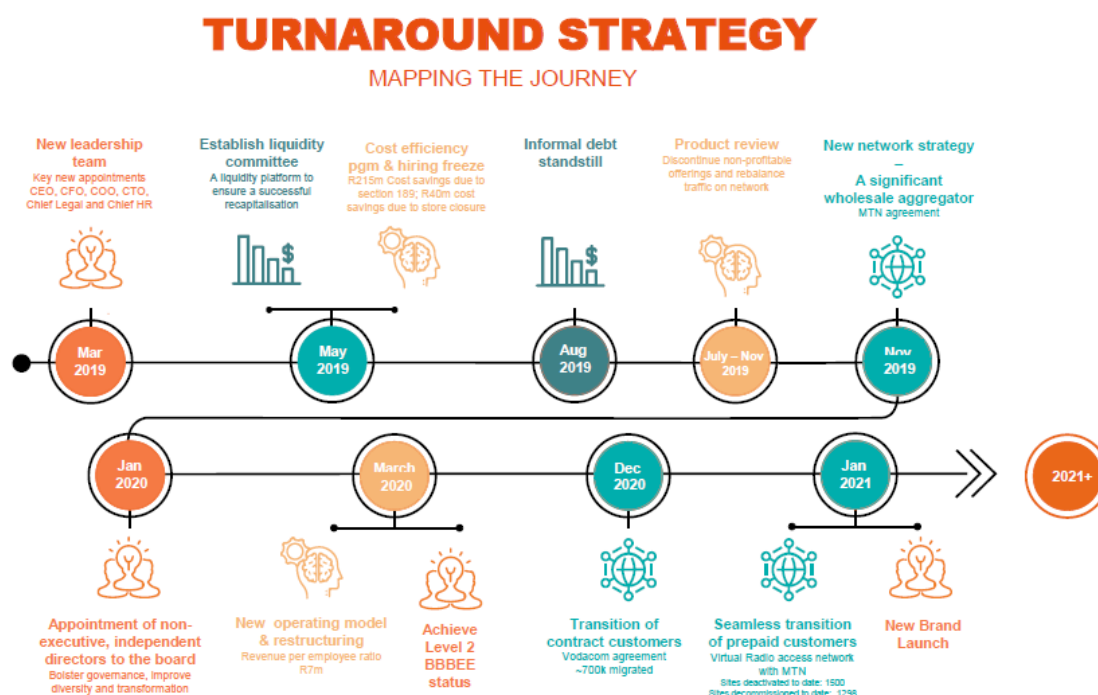 TURNAROUND STRATEGY
MAPPING THE JOURNEY
New leadership
team
Key new appointments
CEO, CFO, COO, CTO,
Chief Legal and Chief HR
Establish liquidity
committee
A liquidity platform to
ensure a successful
recapitalisation
Cost efficiency
pgm & hiring freeze
R215m Cost savings due to
section 189; R40m cost
savings due to store closure
Informal debt
standstill
Product review
Discontinue non-profitable
offerings and rebalance
traffic on network
New network strategy
–
A significant
wholesale aggregator
MTN agreement
$
$
Mar
2019
May
2019
Aug
2019
July – Nov
2019
Nov
2019
Jan
2020
March
2020
Dec
2020
Jan
2021
2021+
Appointment of non-
executive, independent
directors to the board
Bolster governance, improve
diversity and transformation
New operating model
& restructuring
Revenue per employee ratio
R7m
Achieve
Level 2
BBBEE
status
Transition of
contract customers
Vodacom agreement
~700k migrated
Seamless transition
of prepaid customers
Virtual Radio access network
with MTN
Sites deactivated to date: 1500
Sites decommissioned to date: 1298
New Brand
Launch